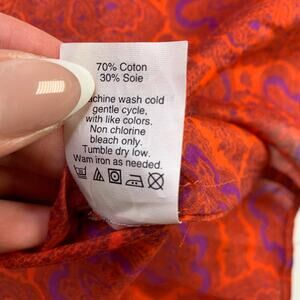 70% Coton
30% Soie
achine wash cold
gentle cycle,
with like colors.
Non chlorine
bleach only.
Tumble dry low.
Wam iron as needed.